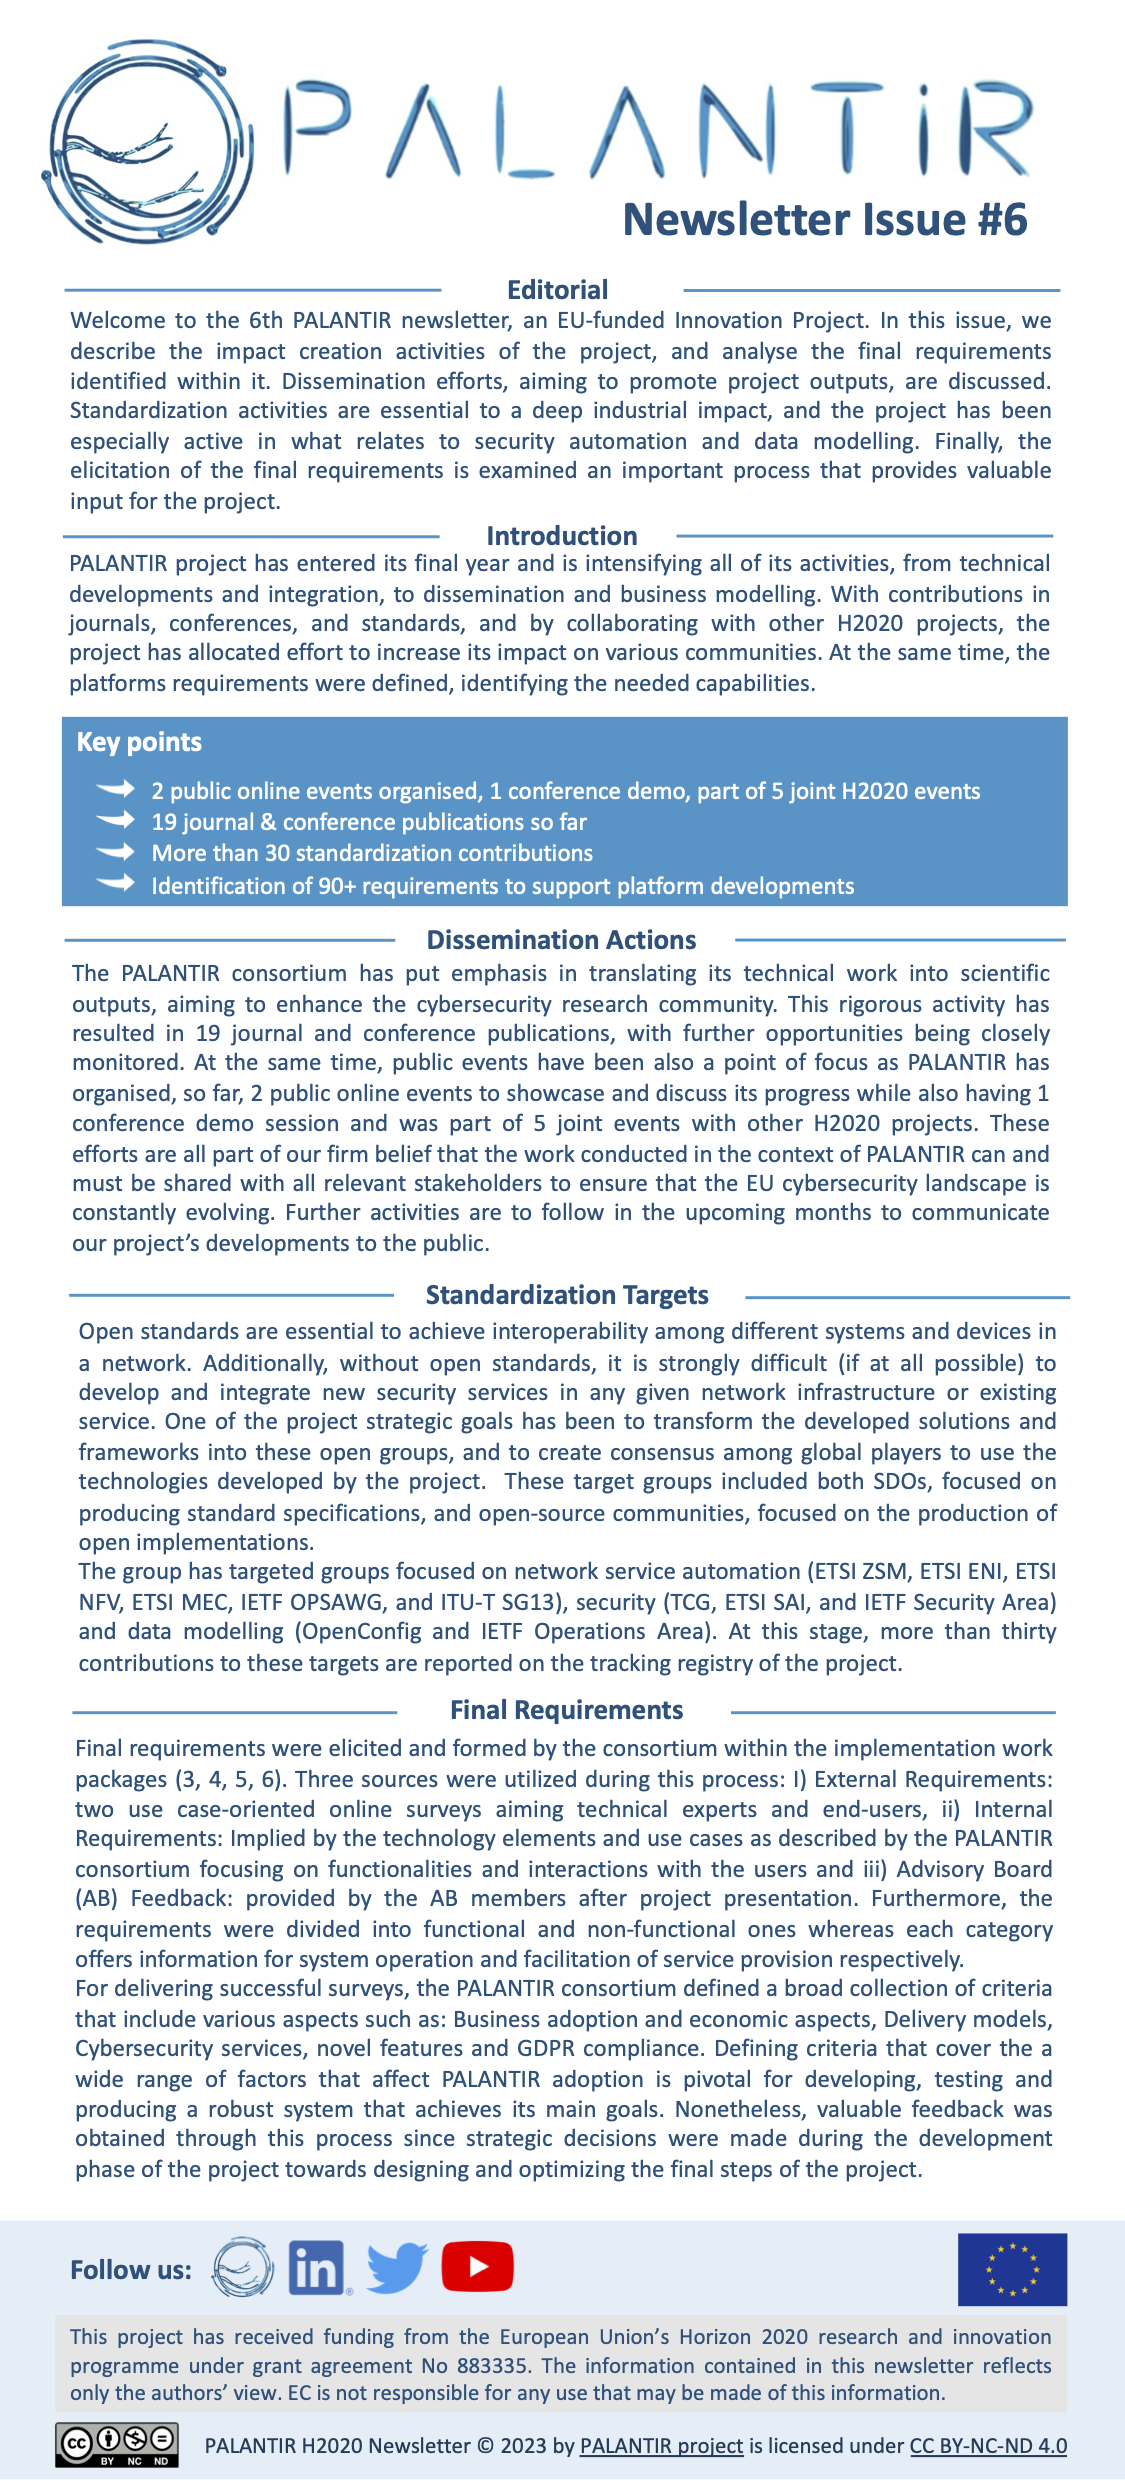 PALANTiR
Newsletter Issue #6
Editorial
Welcome to the 6th PALANTIR newsletter, an EU-funded Innovation Project. In this issue, we
describe the impact creation activities of the project, and analyse the final requirements
identified within it. Dissemination efforts, aiming to promote project outputs, are discussed.
Standardization activities are essential to a deep industrial impact, and the project has been
especially active in what relates to security automation and data modelling. Finally, the
elicitation of the final requirements is examined an important process that provides valuable
input for the project.
Introduction
PALANTIR project has entered its final year and is intensifying all of its activities, from technical
developments and integration, to dissemination and business modelling. With contributions in
journals, conferences, and standards, and by collaborating with other H2020 projects, the
project has allocated effort to increase its impact on various communities. At the same time, the
platforms requirements were defined, identifying the needed capabilities.
Key points
2 public online events organised, 1 conference demo, part of 5 joint H2020 events
19 journal & conference publications so far
More than 30 standardization contributions
Identification of 90+ requirements to support platform developments
Dissemination Actions
The PALANTIR consortium has put emphasis in translating its technical work into scientific
outputs, aiming to enhance the cybersecurity research community. This rigorous activity has
resulted in 19 journal and conference publications, with further opportunities being closely
monitored. At the same time, public events have been also a point of focus as PALANTIR has
organised, so far, 2 public online events to showcase and discuss its progress while also having 1
conference demo session and was part of 5 joint events with other H2020 projects. These
efforts are all part of our firm belief that the work conducted in the context of PALANTIR can and
must be shared with all relevant stakeholders to ensure that the EU cybersecurity landscape is
constantly evolving. Further activities are to follow in the upcoming months to communicate
our project's developments to the public.
Standardization Targets
Open standards are essential to achieve interoperability among different systems and devices in
a network. Additionally, without open standards, it is strongly difficult (if at all possible) to
develop and integrate new security services in any given network infrastructure or existing
service. One of the project strategic goals has been to transform the developed solutions and
frameworks into these open groups, and to create consensus among global players to use the
technologies developed by the project. These target groups included both SDOs, focused on
producing standard specifications, and open-source communities, focused on the production of
open implementations.
The group has targeted groups focused on network service automation (ETSI ZSM, ETSI ENI, ETSI
NFV, ETSI MEC, IETF OPSAWG, and ITU-T SG13), security (TCG, ETSI SAI, and IETF Security Area)
and data modelling (OpenConfig and IETF Operations Area). At this stage, more than thirty
contributions to these targets are reported on the tracking registry of the project.
Final Requirements
Final requirements were elicited and formed by the consortium within the implementation work
packages (3, 4, 5, 6). Three sources were utilized during this process: I) External Requirements:
two use case-oriented online surveys aiming technical experts and end-users, ii) Internal
Requirements: Implied by the technology elements and use cases as described by the PALANTIR
consortium focusing on functionalities and interactions with the users and iii) Advisory Board
(AB) Feedback: provided by the AB members after project presentation. Furthermore, the
requirements were divided into functional and non-functional ones whereas each category
offers information for system operation and facilitation of service provision respectively.
For delivering successful surveys, the PALANTIR consortium defined a broad collection of criteria
that include various aspects such as: Business adoption and economic aspects, Delivery models,
Cybersecurity services, novel features and GDPR compliance. Defining criteria that cover the a
wide range of factors that affect PALANTIR adoption is pivotal for developing, testing and
producing a robust system that achieves its main goals. Nonetheless, valuable feedback was
obtained through this process since strategic decisions were made during the development
phase of the project towards designing and optimizing the final steps of the project.
Follow us:
in
®
This project has received funding from the European Union's Horizon 2020 research and innovation
programme under grant agreement No 883335. The information contained in this newsletter reflects
only the authors' view. EC is not responsible for any use that may be made of this information.
cc
BY NC ND
PALANTIR H2020 Newsletter © 2023 by PALANTIR project is licensed under CC BY-NC-ND 4.0